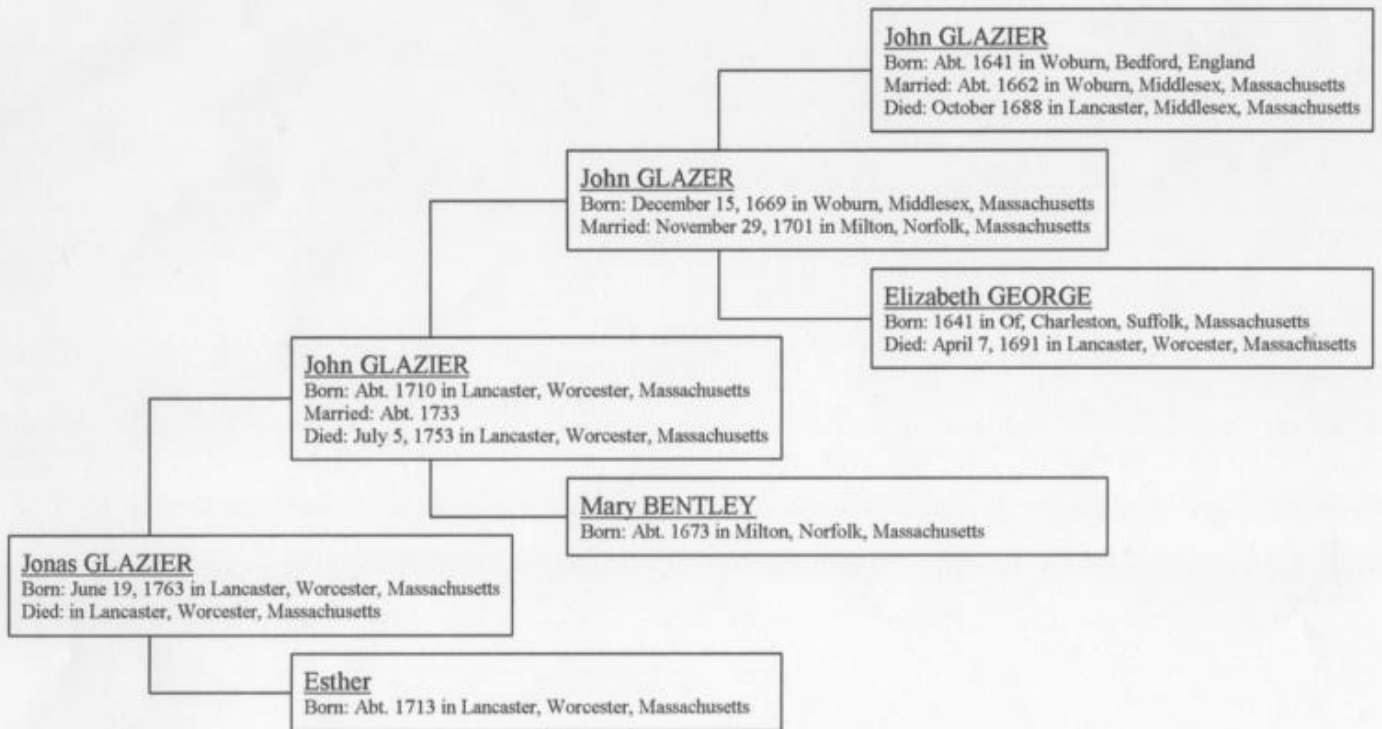 John GLAZIER
Born: Abt. 1641 in Woburn, Bedford, England
Married: Abt. 1662 in Woburn, Middlesex, Massachusetts
Died: October 1688 in Lancaster, Middlesex, Massachusetts
John GLAZER
Born: December 15, 1669 in Woburn, Middlesex, Massachusetts
Married: November 29, 1701 in Milton, Norfolk, Massachusetts
Elizabeth GEORGE
Born: 1641 in Of, Charleston, Suffolk, Massachusetts
Died: April 7, 1691 in Lancaster, Worcester, Massachusetts
John GLAZIER
Born: Abt. 1710 in Lancaster, Worcester, Massachusetts
Married: Abt. 1733
Died: July 5, 1753 in Lancaster, Worcester, Massachusetts
Mary BENTLEY
Born: Abt. 1673 in Milton, Norfolk, Massachusetts
Jonas GLAZIER
Born: June 19, 1763 in Lancaster, Worcester, Massachusetts
Died: in Lancaster, Worcester, Massachusetts
Esther
Born: Abt. 1713 in Lancaster, Worcester, Massachusetts